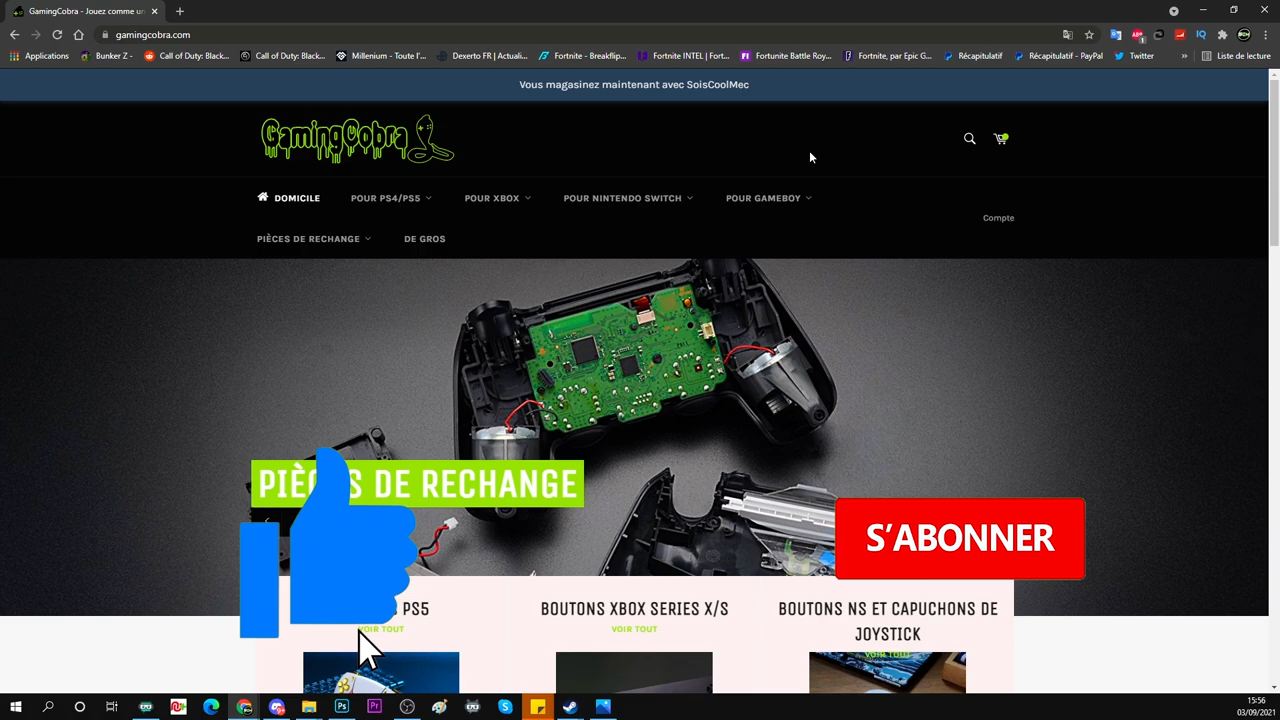 GamingCobra - Jouez comme un
gamingcobra.com
Applications
Bunker Z -
Call of Duty: Black...
Call of Duty: Black...
Millenium - Toute l'...
Dexerto FR | Actuali...
Fortnite - Breakflip...
Fortnite INTEL | Fort...
Fortunite Battle Roy...
Fortnite, par Epic G...
Récapitulatif - PayPal
Récapitulatif - PayPal
Twitter
»
Liste de lecture
Vous magasinez maintenant avec SoisCoolMec
GamingCobra
DOMICILE
POUR PS4/PS5
POUR XBOX
POUR NINTENDO SWITCH
POUR GAMEBOY
Compte
PIÈCES DE RECHANGE
DE GROS
DE RECHANGE
S'ABONNER
PS5
VOIR TOUT
BOUTONS XBOX SERIES X/S
VOIR TOUT
BOUTONS NS ET CAPUCHONS DE
JOYSTICK
VOIR TOUT
15:56
03/09/2021